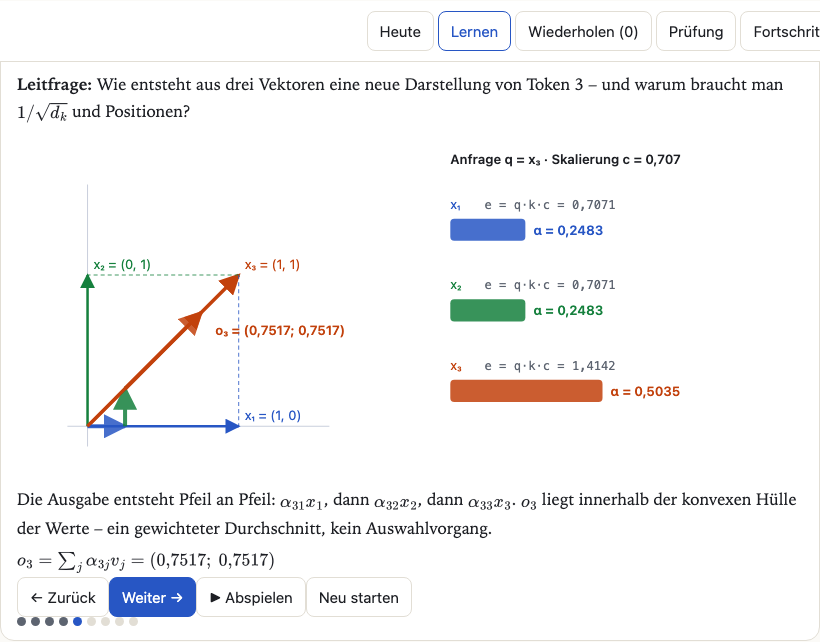 Heute
Lernen
Wiederholen (0)
Prüfung
Fortschrit
Leitfrage: Wie entsteht aus drei Vektoren eine neue Darstellung von Token 3 – und warum braucht man
1/√dₖ und Positionen?
Anfrage q = x₃ · Skalierung c = 0,707
x₁ e = q·k·c = 0,7071
α = 0,2483
x₂ e = q·k·c = 0,7071
α = 0,2483
x₃ e = q·k·c = 1,4142
α = 0,5035
x₂ = (0, 1)
x₃ = (1, 1)
o₃ = (0,7517; 0,7517)
x₁ = (1, 0)
Die Ausgabe entsteht Pfeil an Pfeil: α₃₁x₁, dann α₃₂x₂, dann α₃₃x₃. o₃ liegt innerhalb der konvexen Hülle
der Werte – ein gewichteter Durchschnitt, kein Auswahlvorgang.
o₃ = ∑ⱼ α₃ⱼvⱼ = (0,7517; 0,7517)
← Zurück
Weiter →
▶ Abspielen
Neu starten